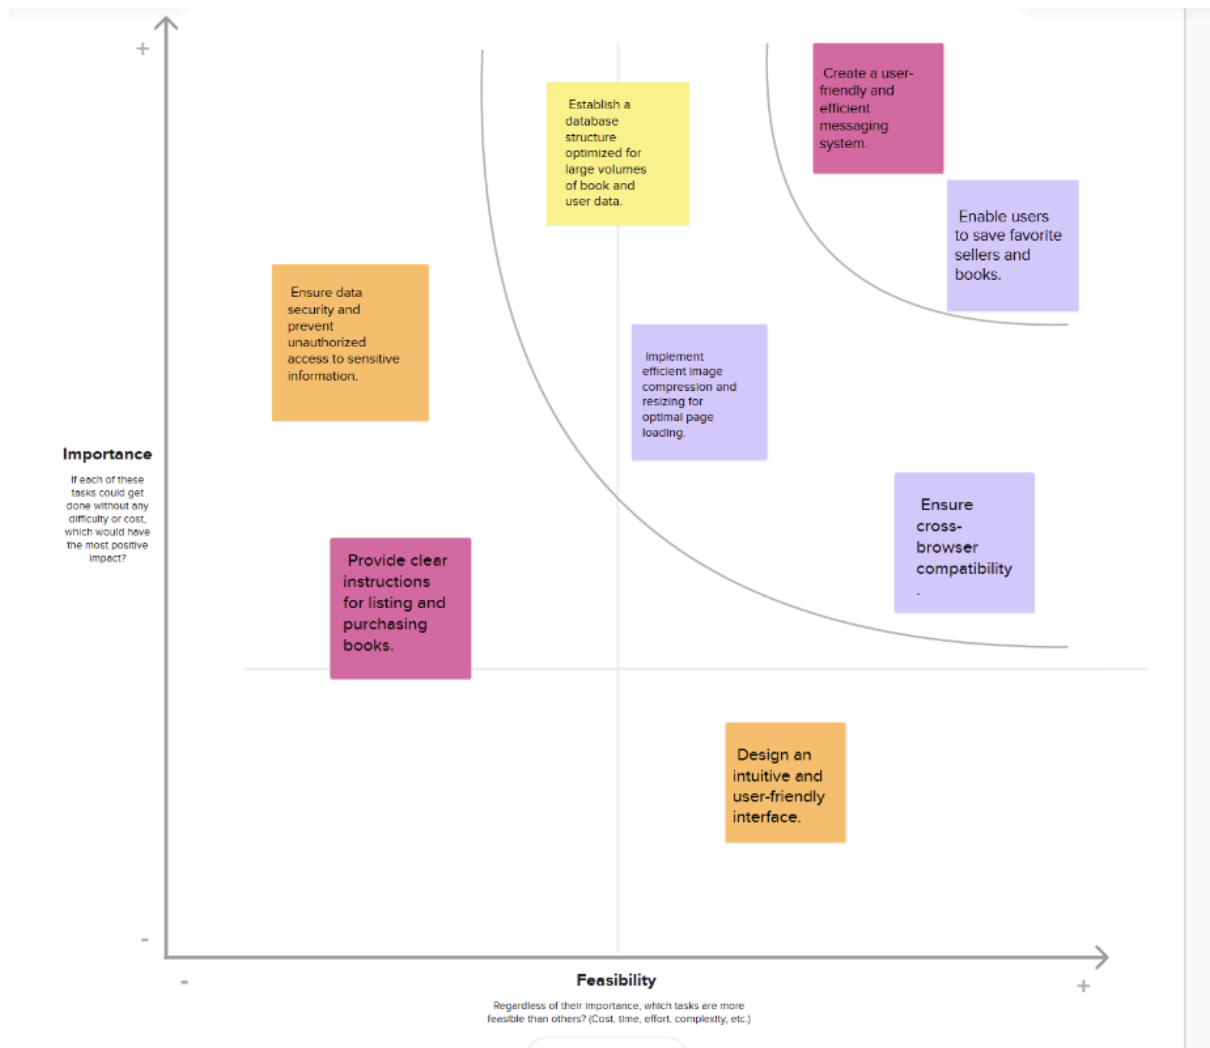 +
Create a user-
friendly and
efficient
messaging
system.
Establish a
database
structure
optimized for
large volumes
of book and
user data.
Enable users
to save favorite
sellers and
books.
Ensure data
security and
prevent
unauthorized
access to sensitive
information.
Implement
efficient image
compression and
resizing for
optimal page
loading.
Importance
If each of these
tasks could get
done without any
difficulty or cost,
which would have
the most positive
impact?
Ensure
cross-
browser
compatibility
.
Provide clear
instructions
for listing and
purchasing
books.
Design an
intuitive and
user-friendly
interface.
-
-
Feasibility
+
Regardless of their importance, which tasks are more
feasible than others? (Cost, time, effort, complexity, etc.)